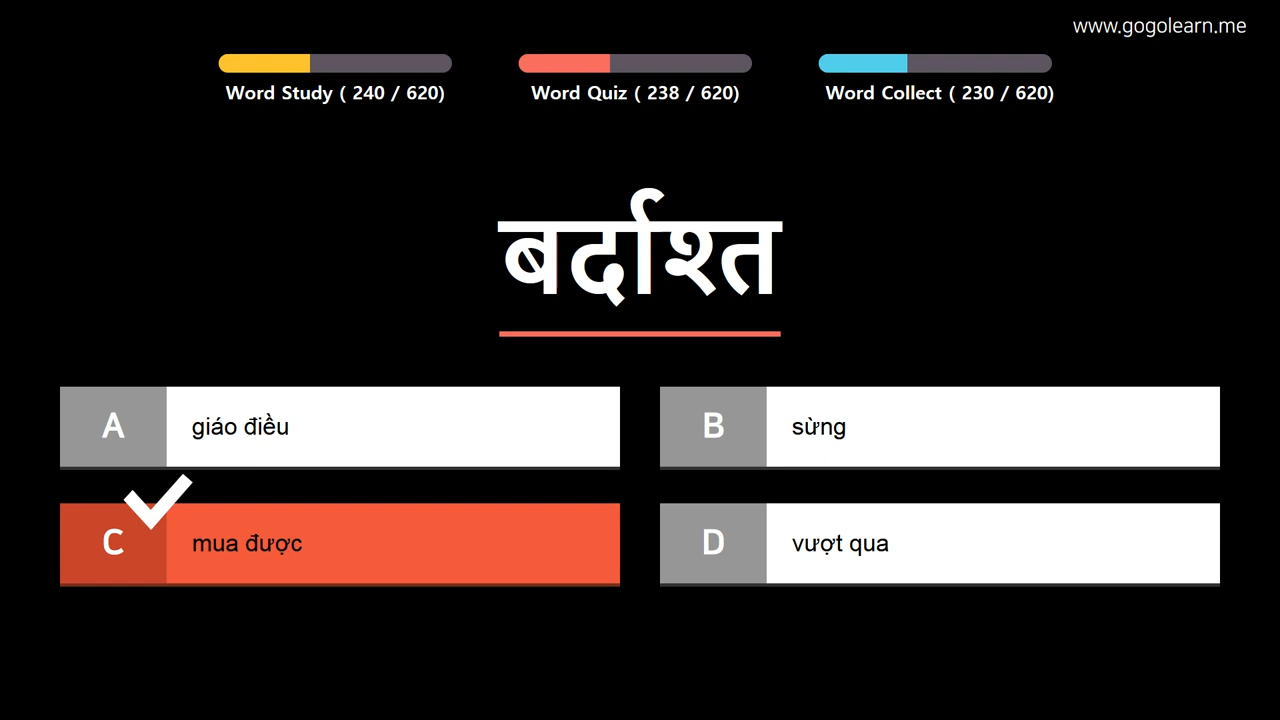 www.gogolearn.me
Word Study ( 240 / 620)
Word Quiz ( 238 / 620)
Word Collect ( 230 / 620)
बर्दाश्त
A giáo điều
B sừng
C mua được
D vượt qua